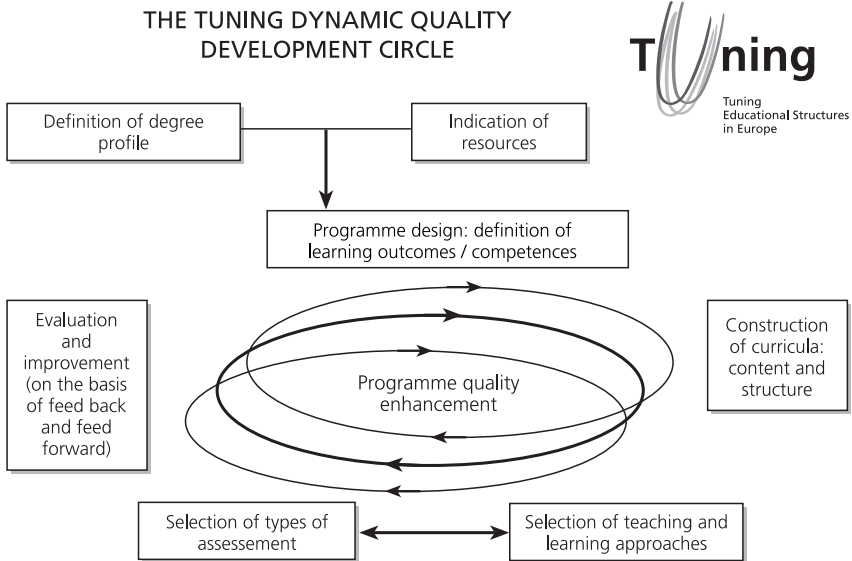 THE TUNING DYNAMIC QUALITY
DEVELOPMENT CIRCLE
Tuning
Tuning
Educational Structures
in Europe
Definition of degree
profile
Indication of
resources
Programme design: definition of
learning outcomes / competences
Evaluation
and
improvement
(on the basis
of feed back
and feed
forward)
Programme quality
enhancement
Construction
of curricula:
content and
structure
Selection of types of
assessement
Selection of teaching and
learning approaches